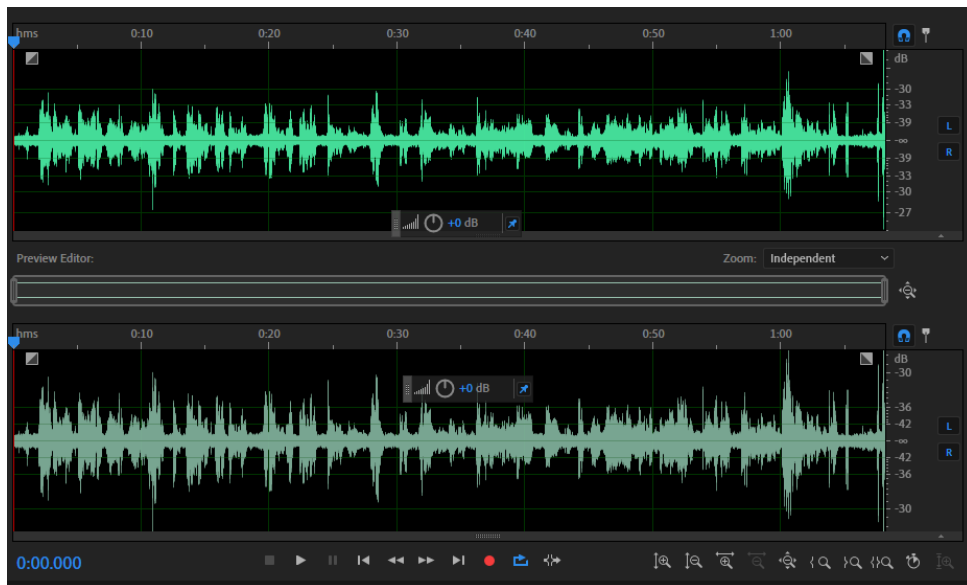 hms 0:10 0:20 0:30 0:40 0:50 1:00
dB
-30
-33
-39
L
-∞
R
-39
-33
-30
-27
+0 dB
Preview Editor: Zoom: Independent
hms 0:10 0:20 0:30 0:40 0:50 1:00
dB
-30
+0 dB
-36
-42
L
-∞
R
-42
-36
-30
0:00.000